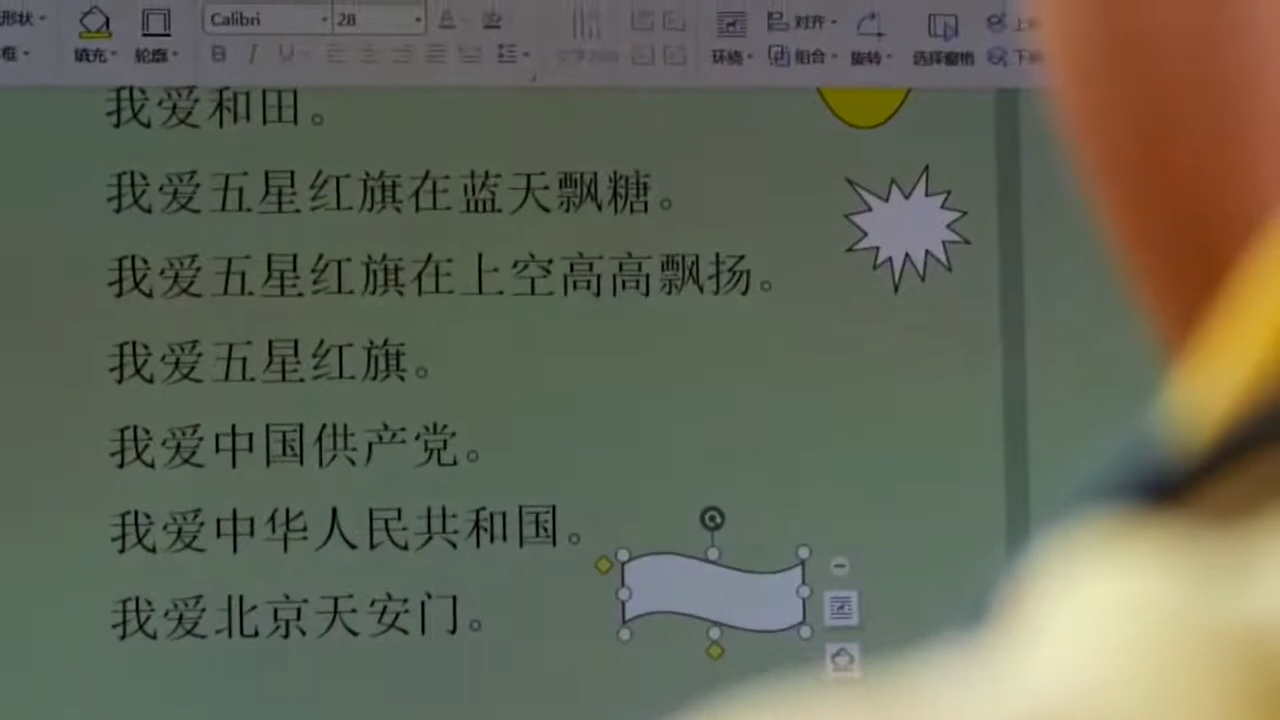 形状 Calibri 28 对齐
框 填充 轮廓 B I U 环绕 组合 旋转 选择窗格
我爱和田。
我爱五星红旗在蓝天飘糖。
我爱五星红旗在上空高高飘扬。
我爱五星红旗。
我爱中国供产党。
我爱中华人民共和国。
我爱北京天安门。